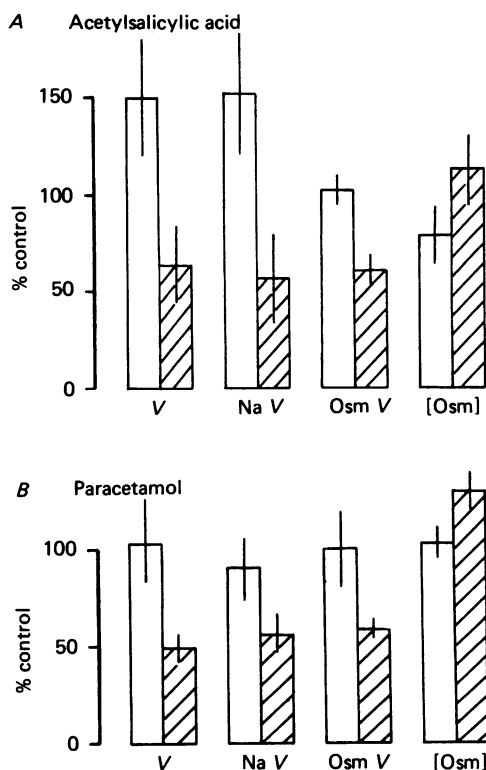 A Acetylsalicylic acid
150
100
50
0
% control
V Na V Osm V [Osm]
B Paracetamol
100
50
0
% control
V Na V Osm V [Osm]